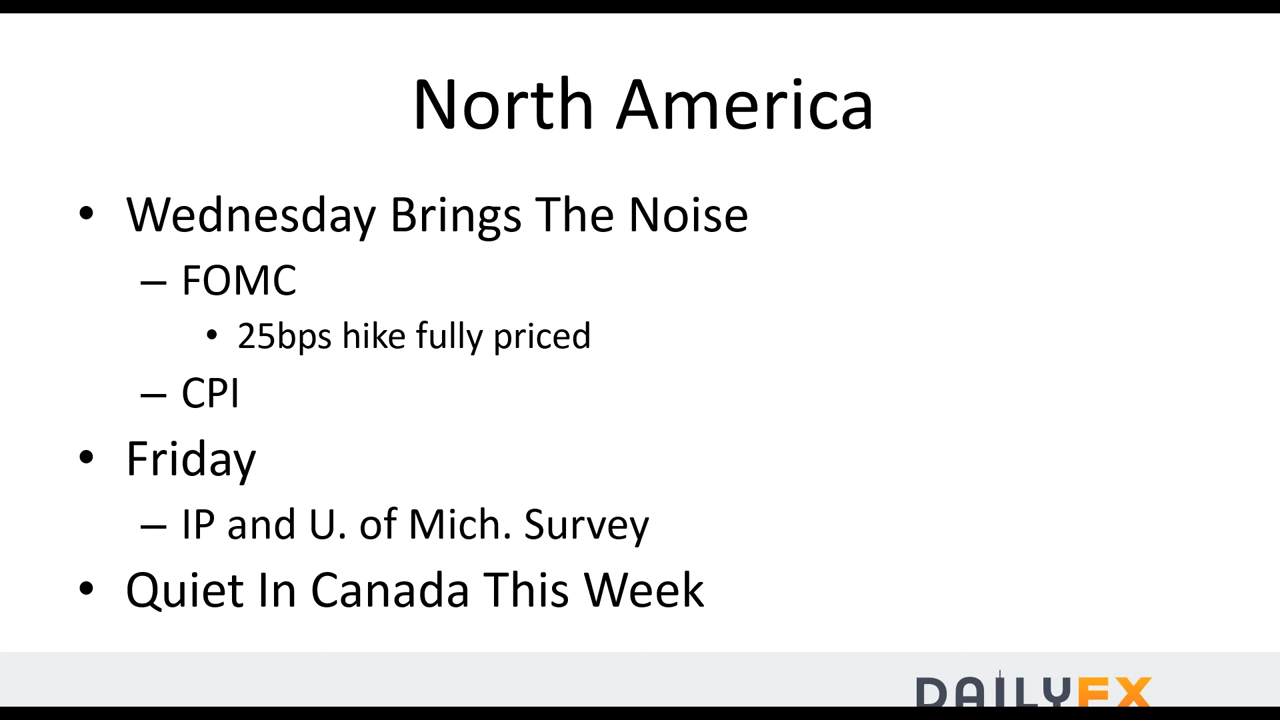 North America
• Wednesday Brings The Noise
– FOMC
• 25bps hike fully priced
– CPI
• Friday
– IP and U. of Mich. Survey
• Quiet In Canada This Week
DAILYFX